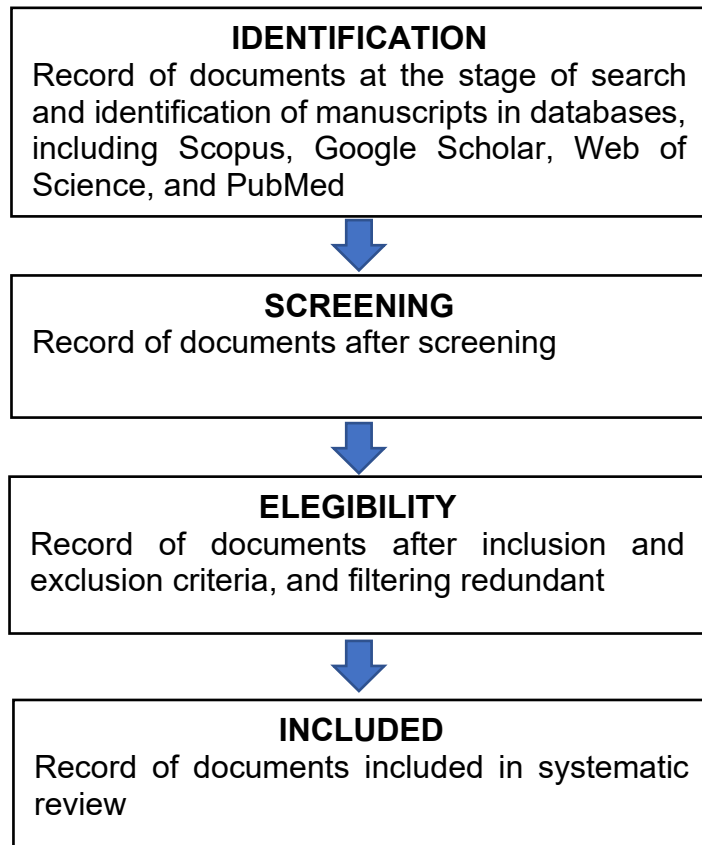 IDENTIFICATION
Record of documents at the stage of search
and identification of manuscripts in databases,
including Scopus, Google Scholar, Web of
Science, and PubMed
SCREENING
Record of documents after screening
ELEGIBILITY
Record of documents after inclusion and
exclusion criteria, and filtering redundant
INCLUDED
Record of documents included in systematic
review